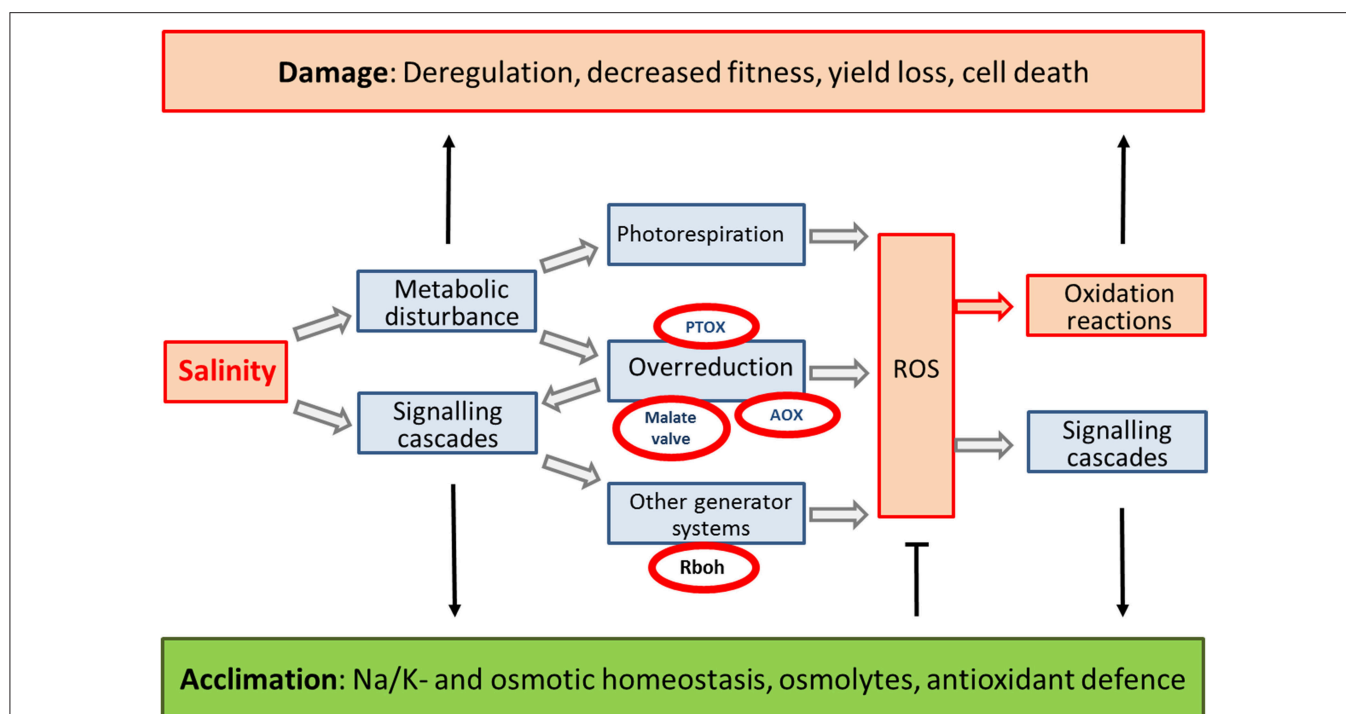 Damage: Deregulation, decreased fitness, yield loss, cell death
Photorespiration
Metabolic
disturbance
Oxidation
reactions
PTOX
Salinity
Overreduction
ROS
Malate
valve
AOX
Signalling
cascades
Signalling
cascades
Other generator
systems
Rboh
Acclimation: Na/K- and osmotic homeostasis, osmolytes, antioxidant defence